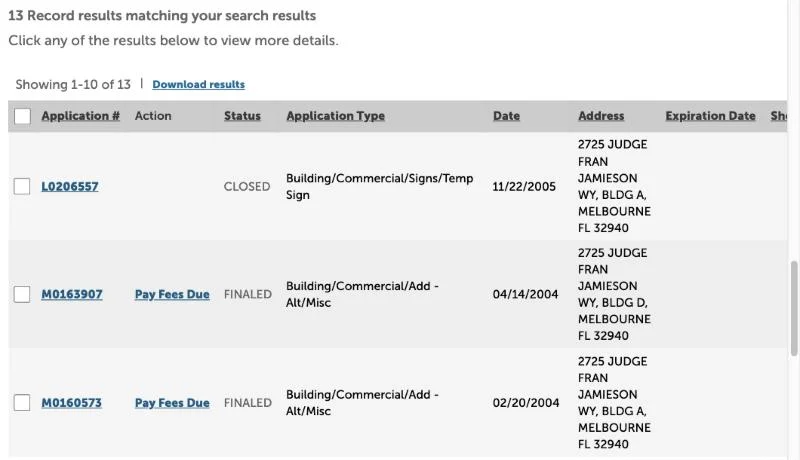 13 Record results matching your search results
Click any of the results below to view more details.
Showing 1-10 of 13 | Download results
Application # Action Status Application Type Date Address Expiration Date Sh
L0206557 CLOSED Building/Commercial/Signs/Temp Sign 11/22/2005 2725 JUDGE FRAN JAMIESON WY, BLDG A, MELBOURNE FL 32940
M0163907 Pay Fees Due FINALED Building/Commercial/Add - Alt/Misc 04/14/2004 2725 JUDGE FRAN JAMIESON WY, BLDG D, MELBOURNE FL 32940
M0160573 Pay Fees Due FINALED Building/Commercial/Add - Alt/Misc 02/20/2004 2725 JUDGE FRAN JAMIESON WY, BLDG A, MELBOURNE FL 32940